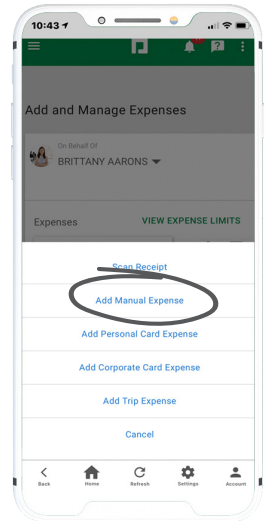 10:43
Add and Manage Expenses
On Behalf Of
BRITTANY AARONS
Expenses
VIEW EXPENSE LIMITS
Scan Receipt
Add Manual Expense
Add Personal Card Expense
Add Corporate Card Expense
Add Trip Expense
Cancel
Back Home Refresh Settings Account